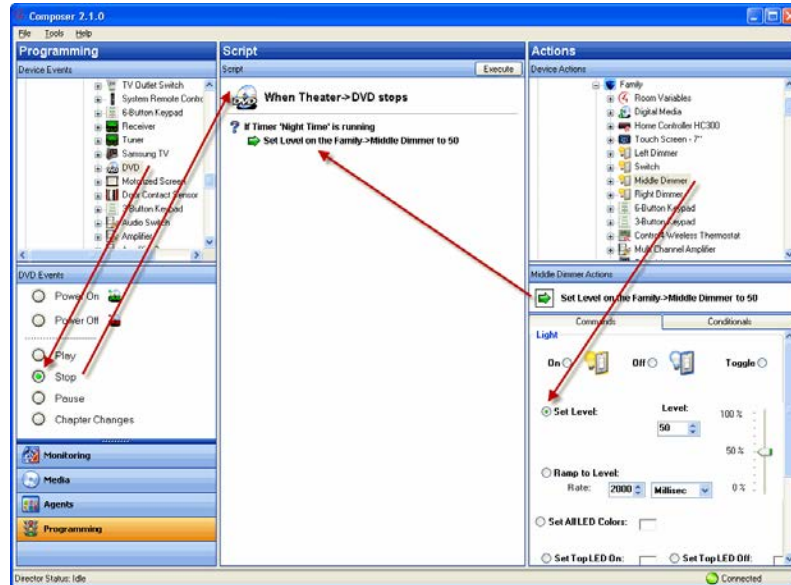 Composer 2.1.0
File Tools Help
Programming
Device Events
TV Outlet Switch
System Remote Contro
6-Button Keypad
Receiver
Tuner
Samsung TV
DVD
Motorized Screen
Door Contact Sensor
3-Button Keypad
Audio Switch
Amplifier
DVD Events
Power On
Power Off
Play
Stop
Pause
Chapter Changes
Monitoring
Media
Agents
Programming
Director Status: Idle
Script
Script
Execute
DVD
When Theater->DVD stops
? If Timer 'Night Time' is running
Set Level on the Family->Middle Dimmer to 50
Actions
Device Actions
Family
Room Variables
Digital Media
Home Controller HC300
Touch Screen - 7"
Left Dimmer
Switch
Middle Dimmer
Right Dimmer
6-Button Keypad
3-Button Keypad
Control4 Wireless Thermostat
Multi Channel Amplifier
Middle Dimmer Actions
Set Level on the Family->Middle Dimmer to 50
Commands Conditionals
Light
On Off Toggle
Set Level: Level: 100 %
50
50 %
Ramp to Level:
Rate: 2000 Millisec 0 %
Set All LED Colors:
Set Top LED On: Set Top LED Off:
Connected